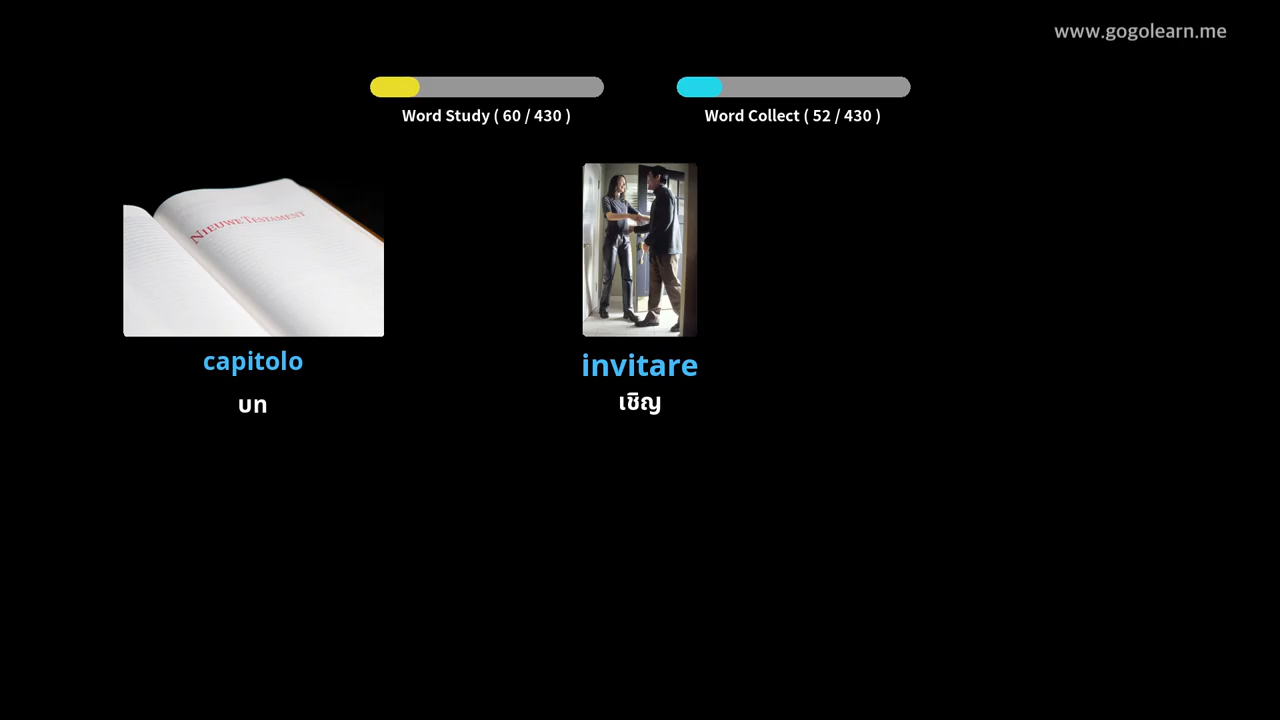 www.gogolearn.me
Word Study ( 60 / 430 )
Word Collect ( 52 / 430 )
NIEUWE TESTAMENT
capitolo
บท
invitare
เชิญ